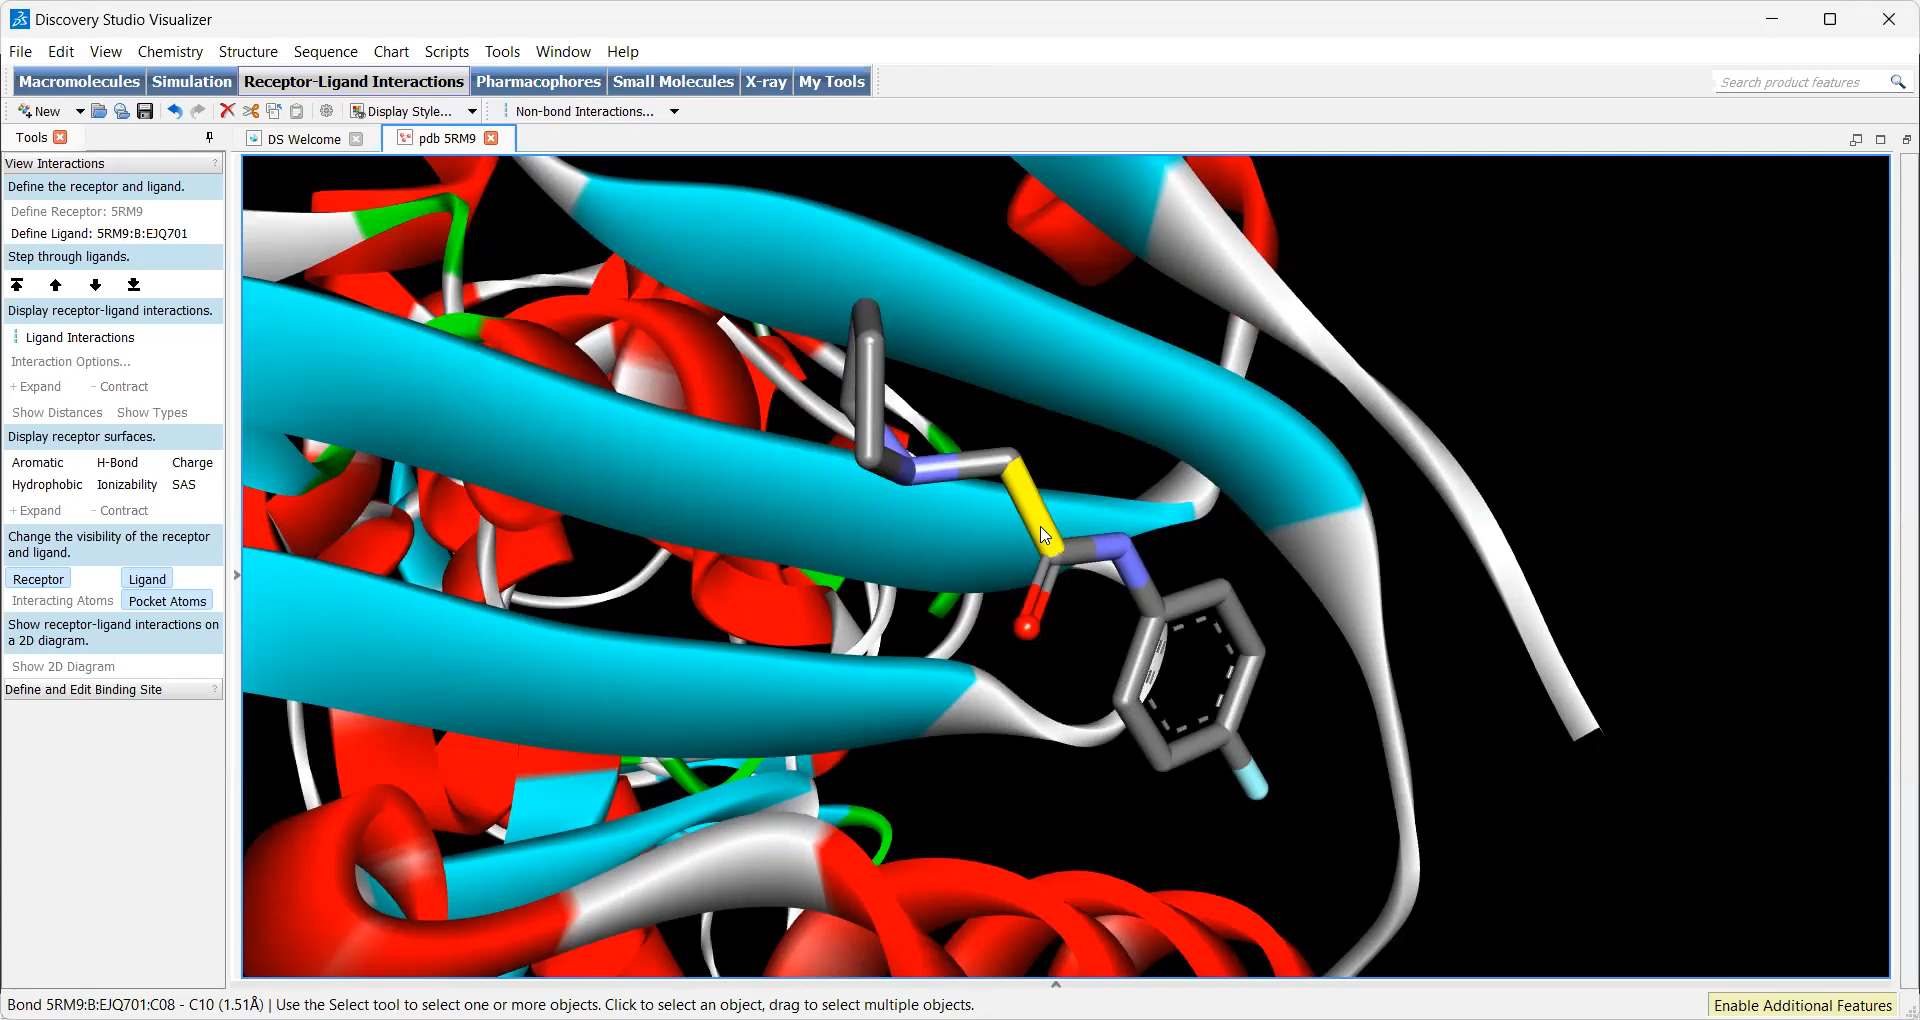 Discovery Studio Visualizer
File Edit View Chemistry Structure Sequence Chart Scripts Tools Window Help
Macromolecules Simulation Receptor-Ligand Interactions Pharmacophores Small Molecules X-ray My Tools
Search product features
New Display Style... Non-bond Interactions...
Tools
DS Welcome pdb 5RM9
View Interactions ?
Define the receptor and ligand.
Define Receptor: 5RM9
Define Ligand: 5RM9:B:EJQ701
Step through ligands.
Display receptor-ligand interactions.
Ligand Interactions
Interaction Options...
+ Expand - Contract
Show Distances Show Types
Display receptor surfaces.
Aromatic H-Bond Charge
Hydrophobic Ionizability SAS
+ Expand - Contract
Change the visibility of the receptor
and ligand.
Receptor Ligand
Interacting Atoms Pocket Atoms
Show receptor-ligand interactions on
a 2D diagram.
Show 2D Diagram
Define and Edit Binding Site ?
Bond 5RM9:B:EJQ701:C08 - C10 (1.51Å) | Use the Select tool to select one or more objects. Click to select an object, drag to select multiple objects.
Enable Additional Features